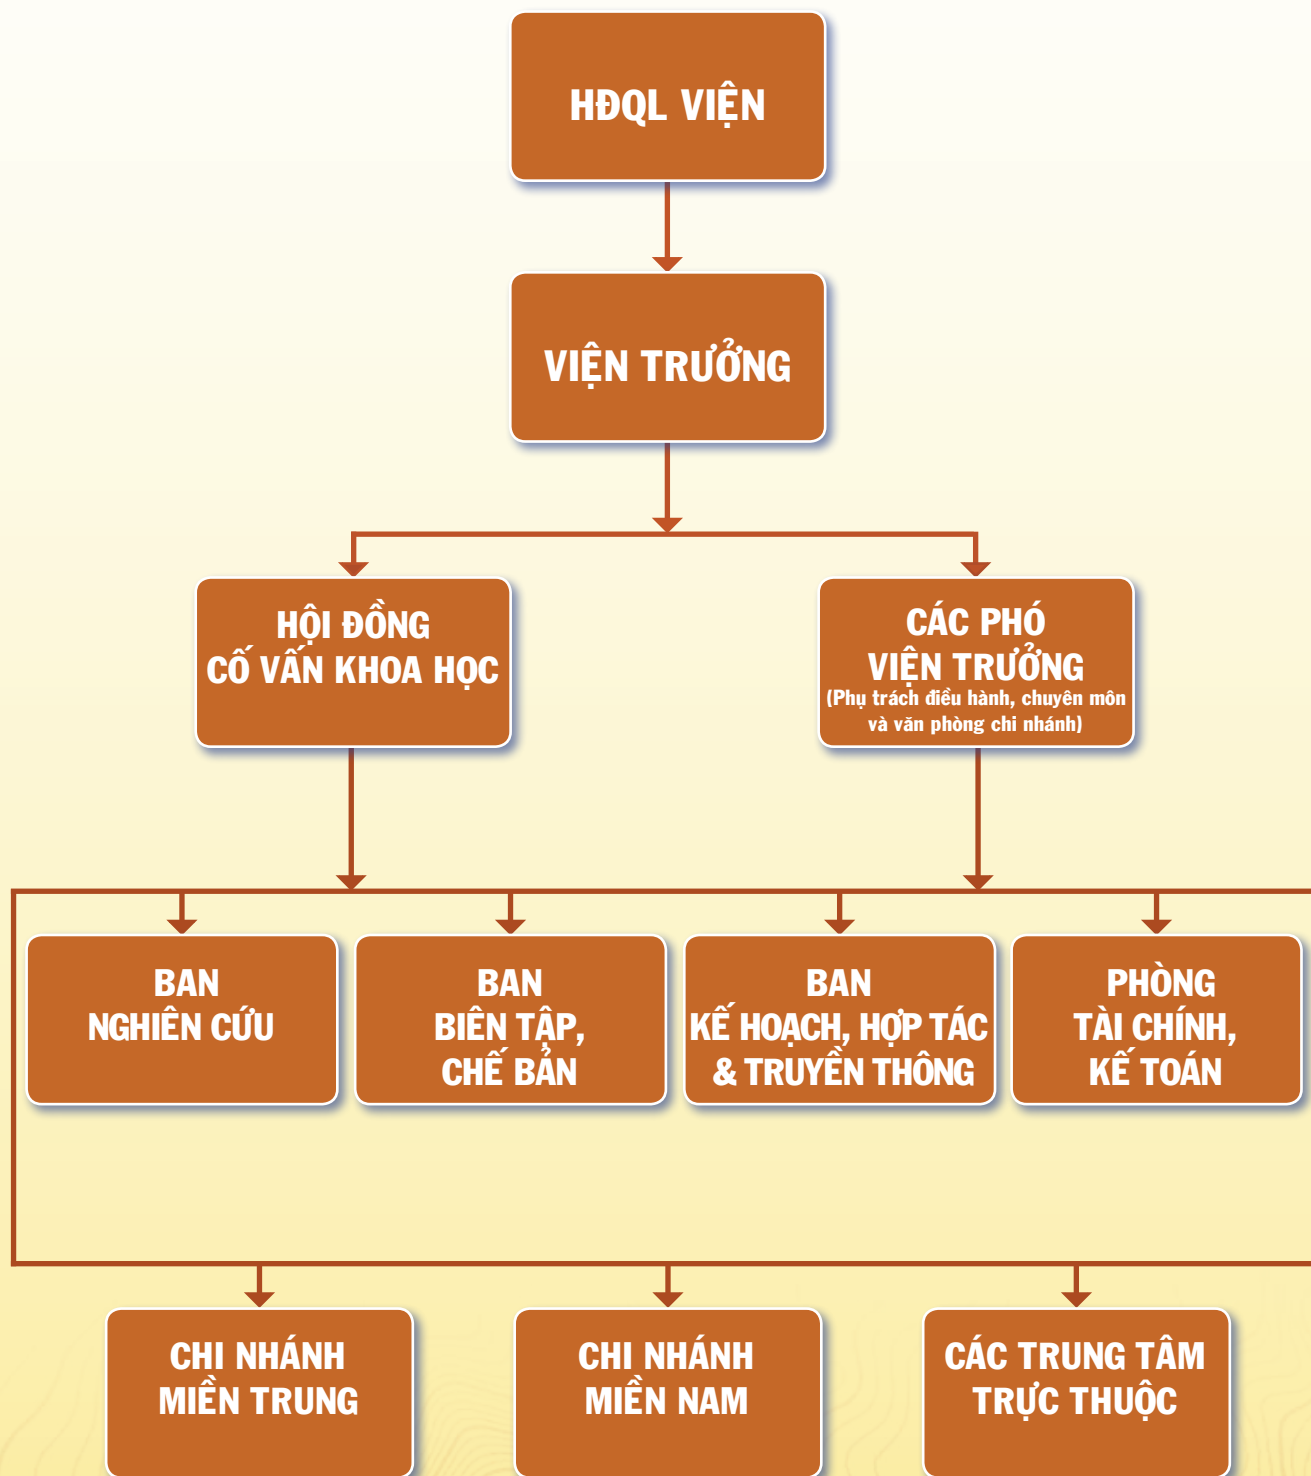 HĐQL VIỆN
VIỆN TRƯỞNG
HỘI ĐỒNG
CỐ VẤN KHOA HỌC
CÁC PHÓ
VIỆN TRƯỞNG
(Phụ trách điều hành, chuyên môn
và văn phòng chi nhánh)
BAN
NGHIÊN CỨU
BAN
BIÊN TẬP,
CHẾ BẢN
BAN
KẾ HOẠCH, HỢP TÁC
& TRUYỀN THÔNG
PHÒNG
TÀI CHÍNH,
KẾ TOÁN
CHI NHÁNH
MIỀN TRUNG
CHI NHÁNH
MIỀN NAM
CÁC TRUNG TÂM
TRỰC THUỘC